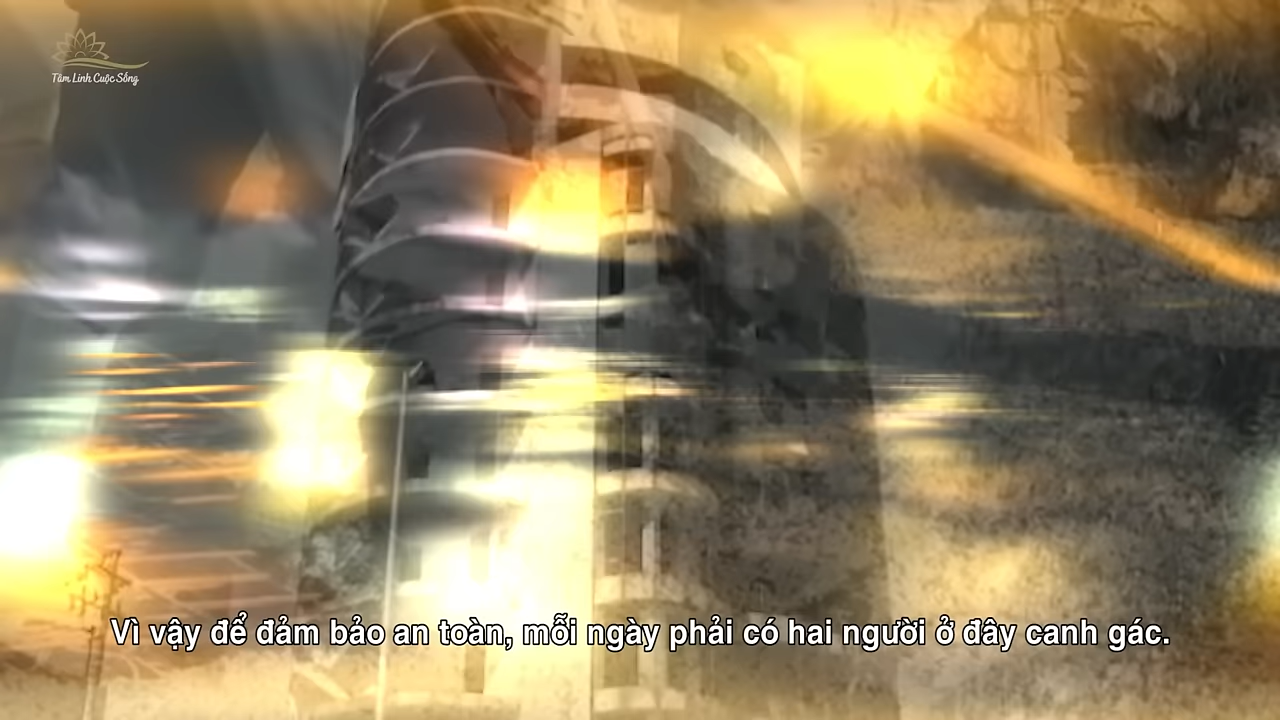 Tâm Linh Cuộc Sống
Vì vậy để đảm bảo an toàn, mỗi ngày phải có hai người ở đây canh gác.